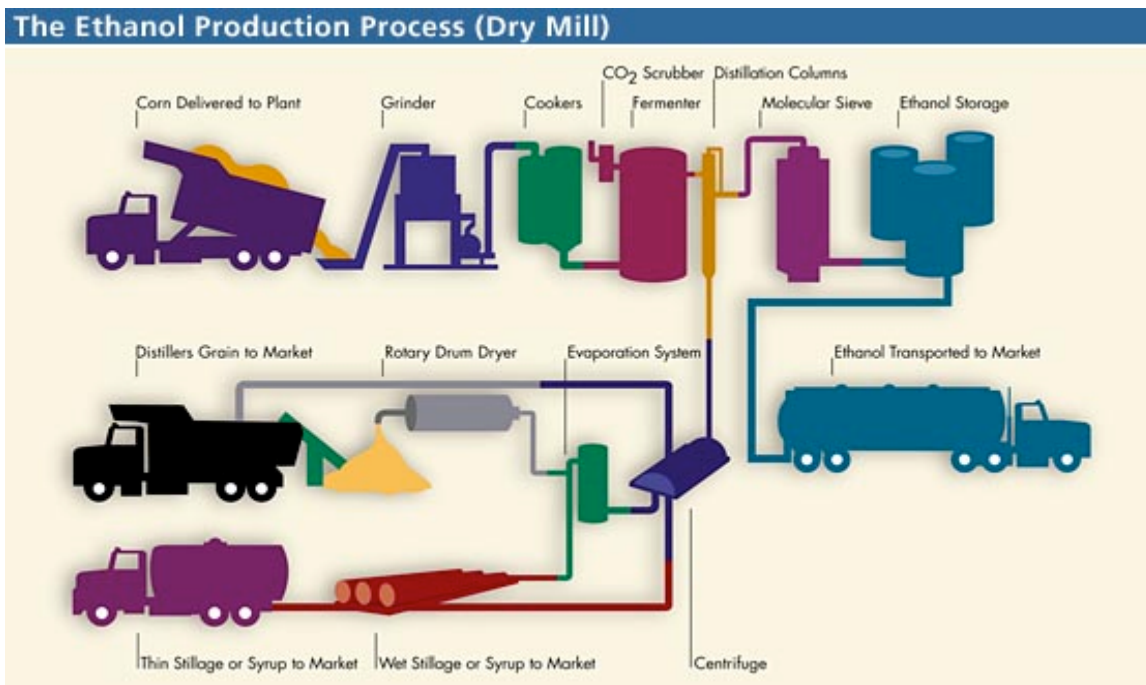 The Ethanol Production Process (Dry Mill)
CO2 Scrubber
Distillation Columns
Corn Delivered to Plant
Grinder
Cookers
Fermenter
Molecular Sieve
Ethanol Storage
Distillers Grain to Market
Rotary Drum Dryer
Evaporation System
Ethanol Transported to Market
Thin Stillage or Syrup to Market
Wet Stillage or Syrup to Market
Centrifuge